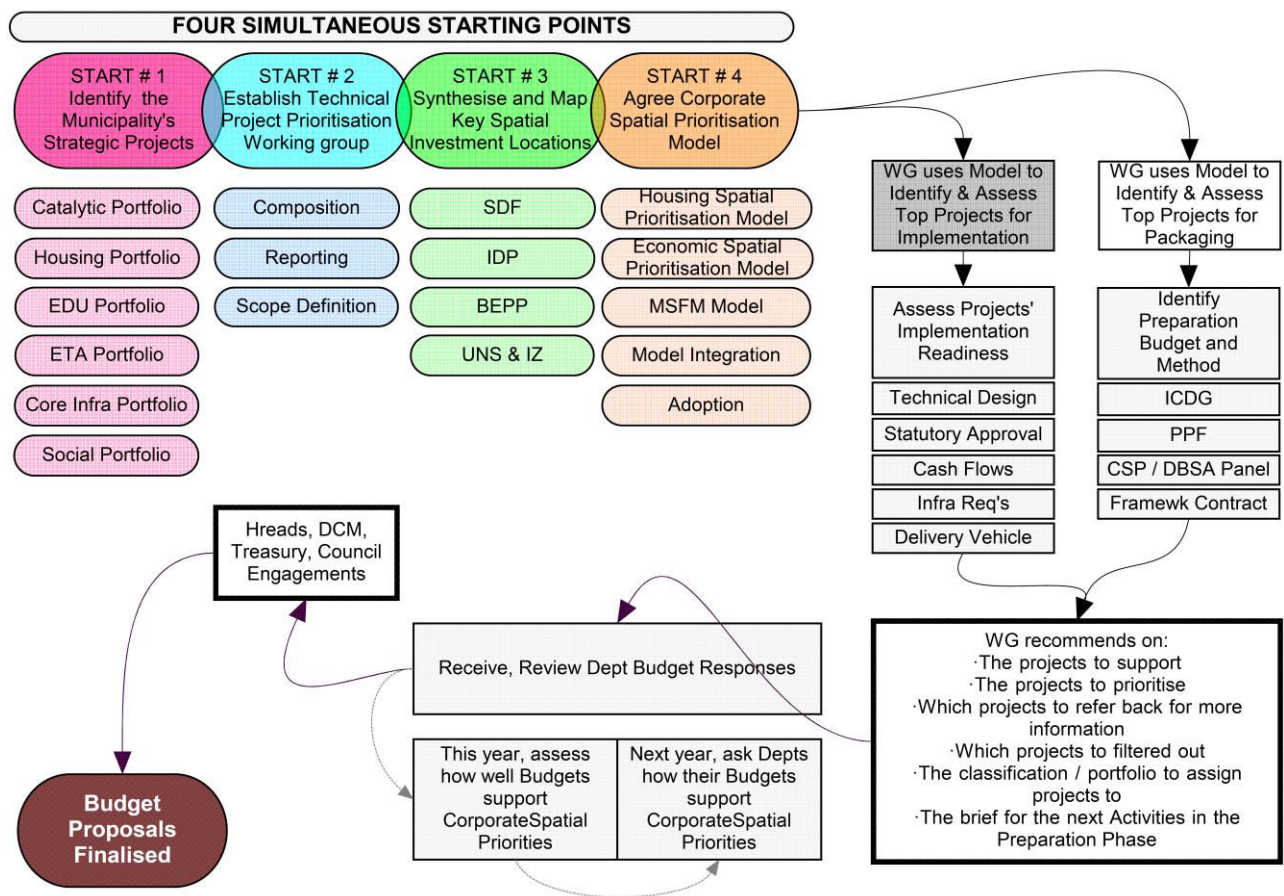 FOUR SIMULTANEOUS STARTING POINTS
START # 1
Identify the
Municipality's
Strategic Projects
START # 2
Establish Technical
Project Prioritisation
Working group
START # 3
Synthesise and Map
Key Spatial
Investment Locations
START # 4
Agree Corporate
Spatial Prioritisation
Model
Catalytic Portfolio
Housing Portfolio
EDU Portfolio
ETA Portfolio
Core Infra Portfolio
Social Portfolio
Composition
Reporting
Scope Definition
SDF
IDP
BEPP
UNS & IZ
Housing Spatial
Prioritisation Model
Economic Spatial
Prioritisation Model
MSFM Model
Model Integration
Adoption
WG uses Model to
Identify & Assess
Top Projects for
Implementation
Assess Projects'
Implementation
Readiness
Technical Design
Statutory Approval
Cash Flows
Infra Req's
Delivery Vehicle
WG uses Model to
Identify & Assess
Top Projects for
Packaging
Identify
Preparation
Budget and
Method
ICDG
PPF
CSP / DBSA Panel
Framewk Contract
WG recommends on:
·The projects to support
·The projects to prioritise
·Which projects to refer back for more
information
·Which projects to filtered out
·The classification / portfolio to assign
projects to
·The brief for the next Activities in the
Preparation Phase
Receive, Review Dept Budget Responses
This year, assess
how well Budgets
support
CorporateSpatial
Priorities
Next year, ask Depts
how their Budgets
support
CorporateSpatial
Priorities
Hreads, DCM,
Treasury, Council
Engagements
Budget
Proposals
Finalised